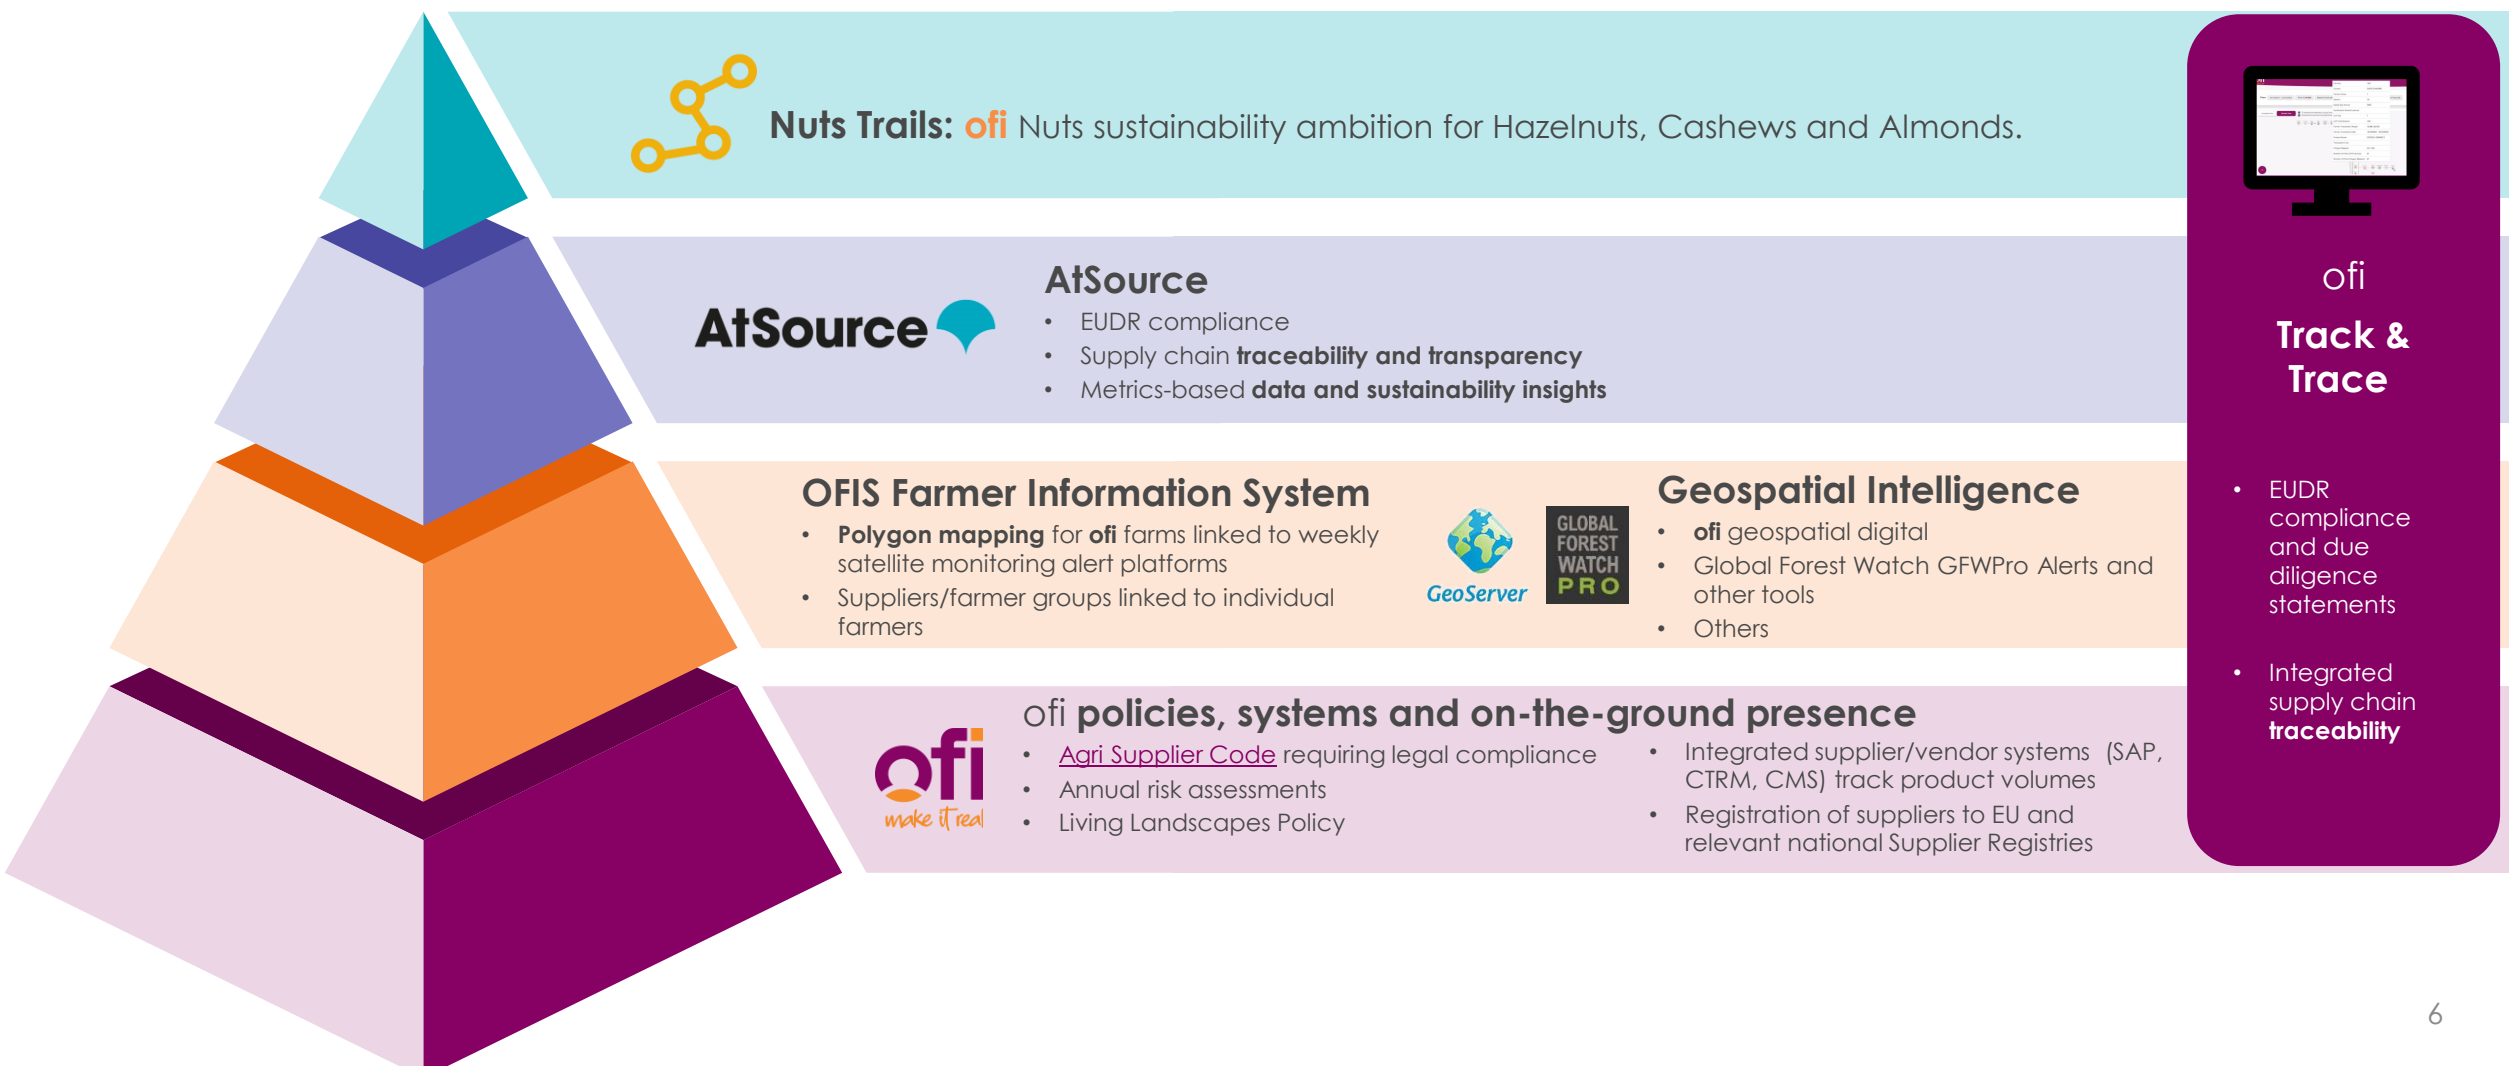 Nuts Trails: ofi Nuts sustainability ambition for Hazelnuts, Cashews and Almonds.
AtSource
AtSource
• EUDR compliance
• Supply chain traceability and transparency
• Metrics-based data and sustainability insights
OFIS Farmer Information System
• Polygon mapping for ofi farms linked to weekly
satellite monitoring alert platforms
• Suppliers/farmer groups linked to individual
farmers
GeoServer
GLOBAL
FOREST
WATCH
PRO
Geospatial Intelligence
• ofi geospatial digital
• Global Forest Watch GFWPro Alerts and
other tools
• Others
ofi
make it real
ofi policies, systems and on-the-ground presence
• Agri Supplier Code requiring legal compliance
• Annual risk assessments
• Living Landscapes Policy
• Integrated supplier/vendor systems (SAP,
CTRM, CMS) track product volumes
• Registration of suppliers to EU and
relevant national Supplier Registries
ofi
Track &
Trace
• EUDR
compliance
and due
diligence
statements
• Integrated
supply chain
traceability
6